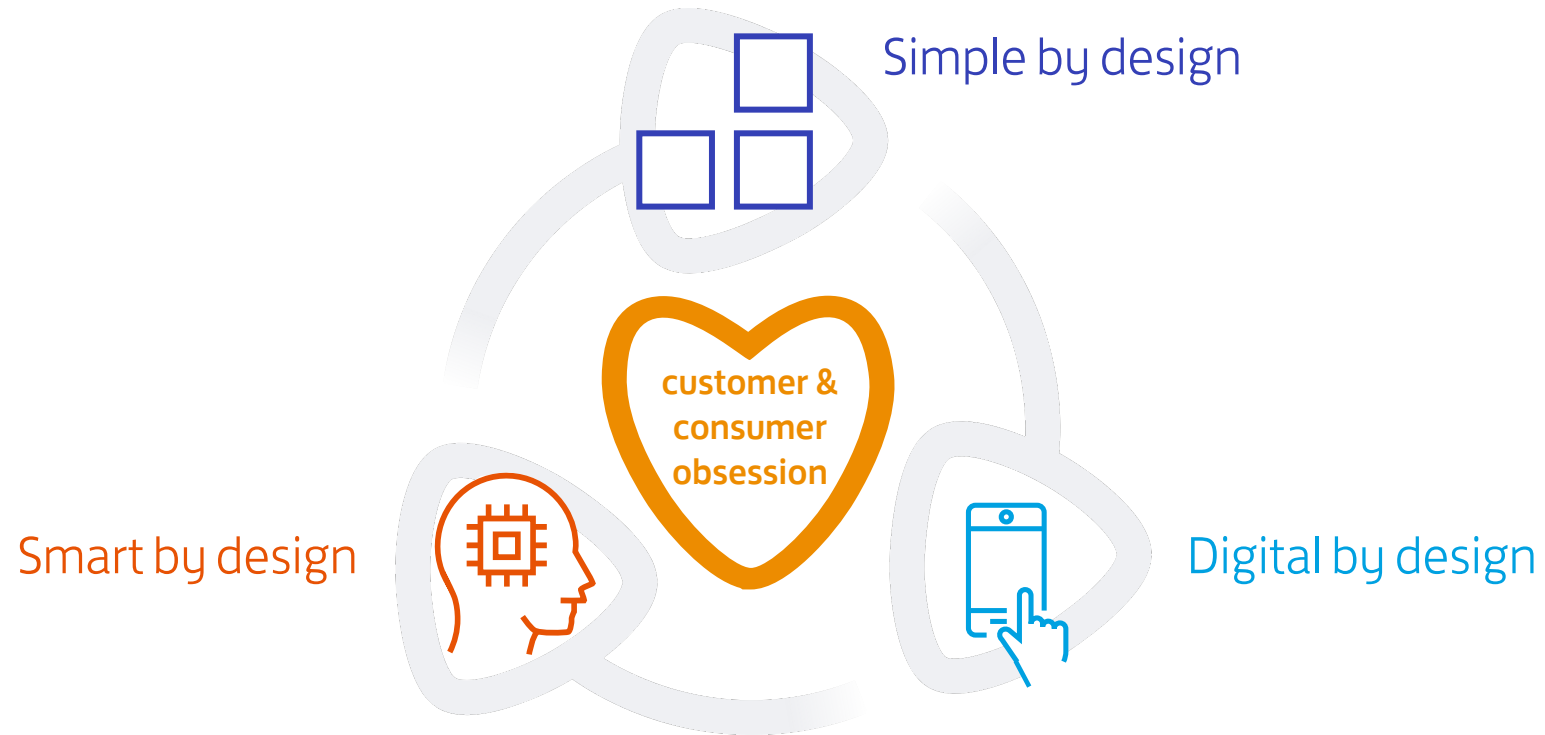 Simple by design
customer &
consumer
obsession
Smart by design
Digital by design